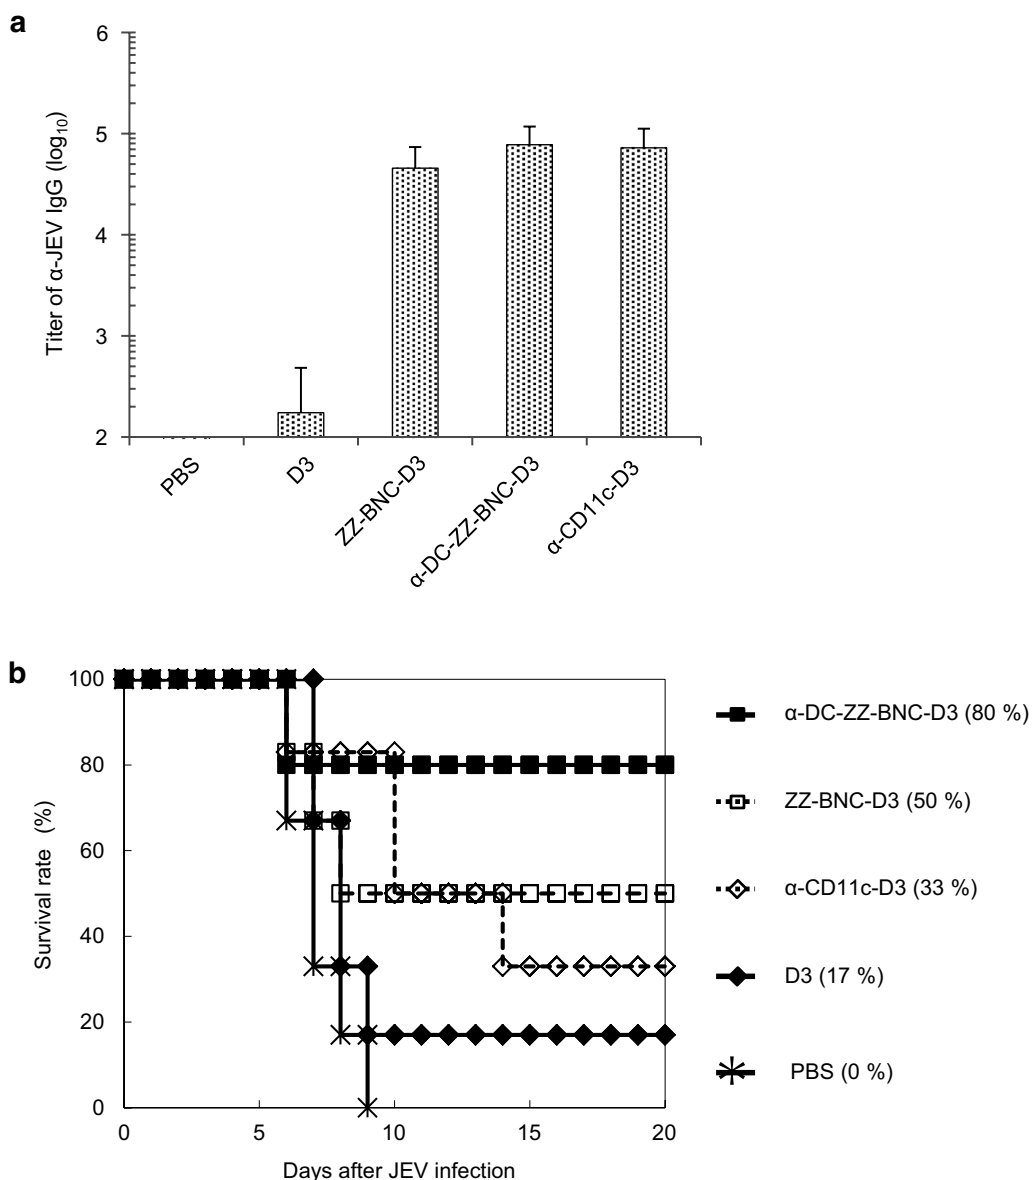 a
Titer of α-JEV IgG (log10)
6
5
4
3
2
PBS
D3
ZZ-BNC-D3
α-DC-ZZ-BNC-D3
α-CD11c-D3
b
Survival rate (%)
100
80
60
40
20
0
0 5 10 15 20
Days after JEV infection
α-DC-ZZ-BNC-D3 (80 %)
ZZ-BNC-D3 (50 %)
α-CD11c-D3 (33 %)
D3 (17 %)
PBS (0 %)